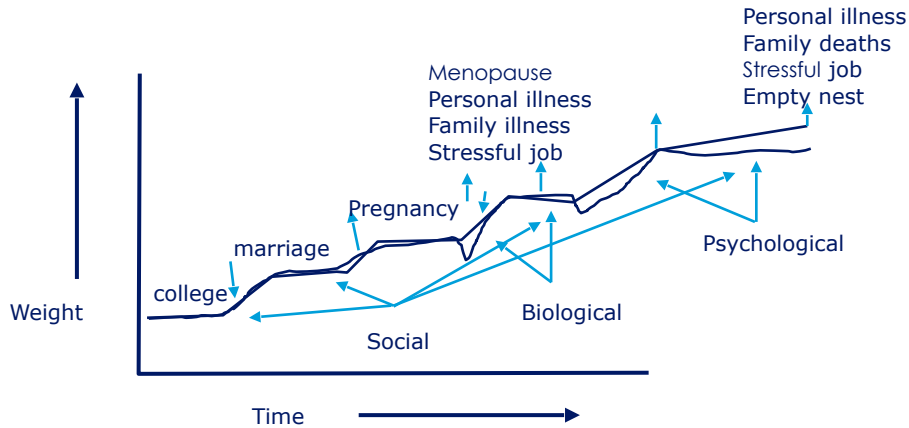 Personal illness
Family deaths
Stressful job
Empty nest
Menopause
Personal illness
Family illness
Stressful job
Pregnancy
marriage
college
Weight
Psychological
Biological
Social
Time